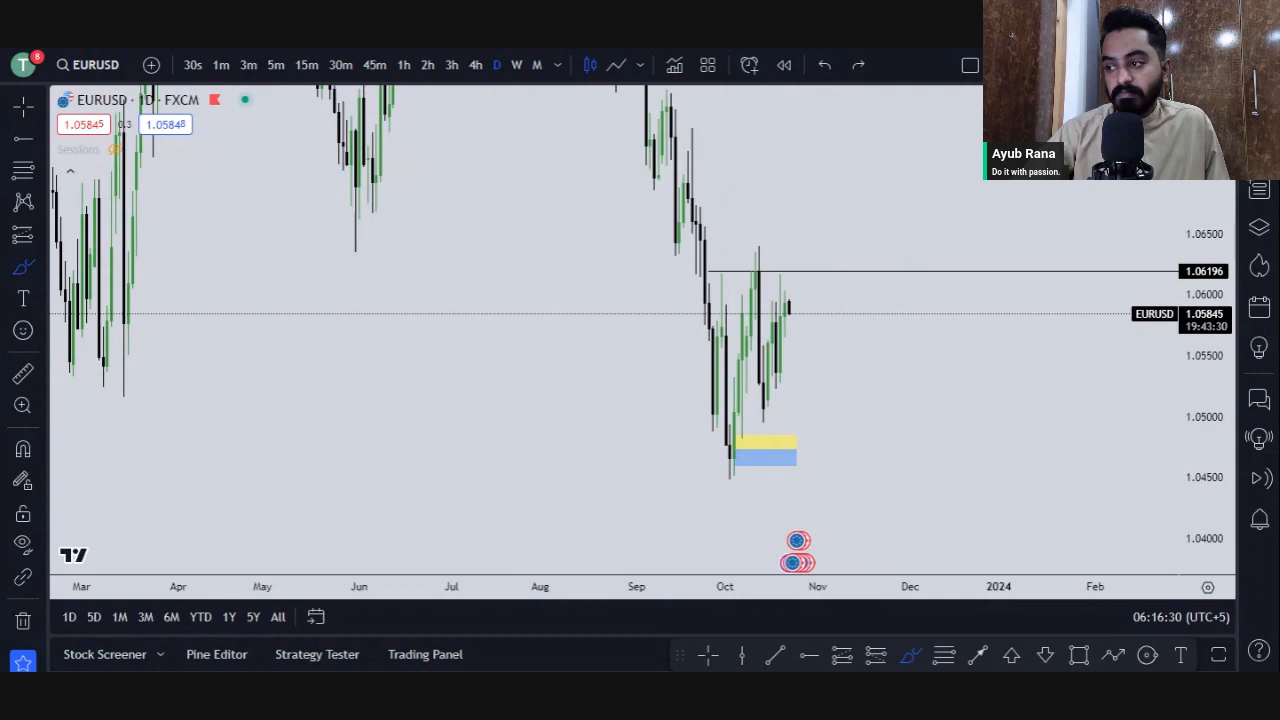 T
8
EURUSD
30s 1m 3m 5m 15m 30m 45m 1h 2h 3h 4h D W M
EURUSD · 1D · FXCM
1.05845
0.3
1.05848
Sessions
Ayub Rana
Do it with passion.
1.06500
1.06196
1.06000
EURUSD
1.05845
19:43:30
1.05500
1.05000
1.04500
1.04000
Mar Apr May Jun Jul Aug Sep Oct Nov Dec 2024 Feb
1D 5D 1M 3M 6M YTD 1Y 5Y All
06:16:30 (UTC+5)
Stock Screener Pine Editor Strategy Tester Trading Panel
T
T